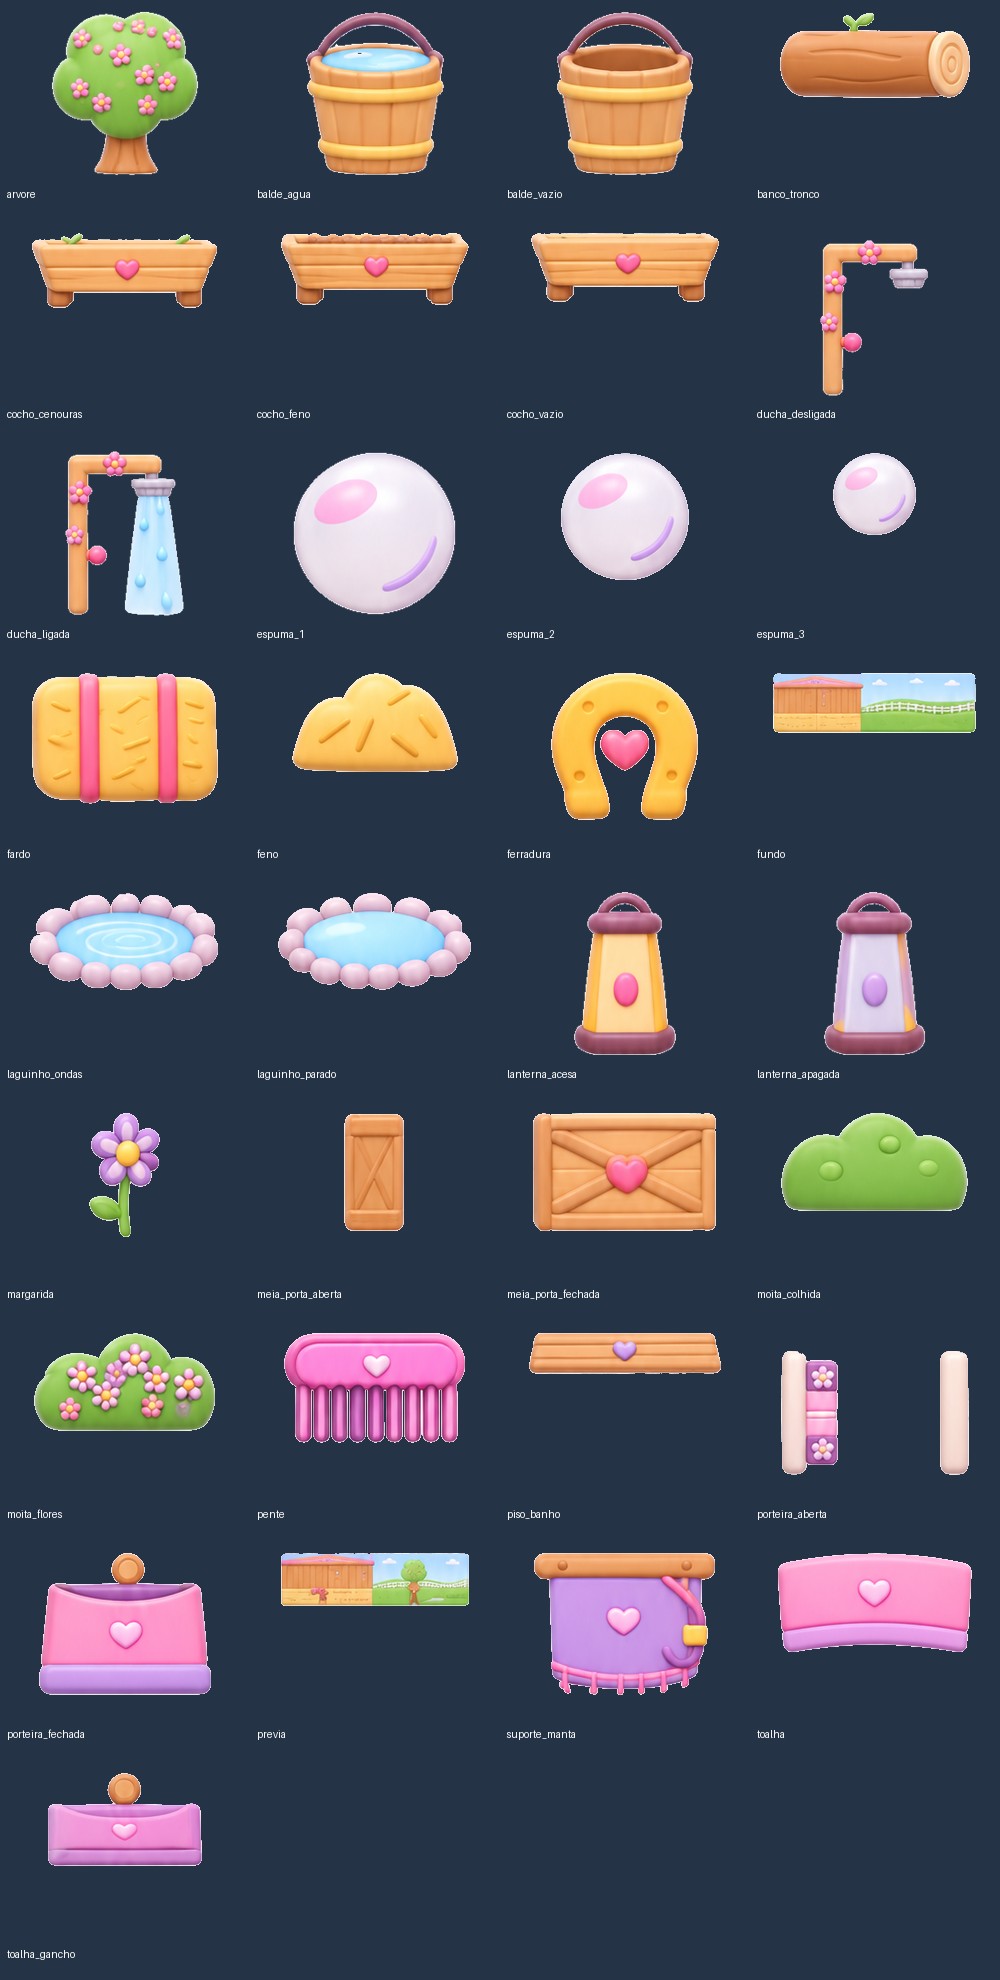 arvore
balde_agua
balde_vazio
banco_tronco
cocho_cenouras
cocho_feno
cocho_vazio
ducha_desligada
ducha_ligada
espuma_1
espuma_2
espuma_3
fardo
feno
ferradura
fundo
laguinho_ondas
laguinho_parado
lanterna_acesa
lanterna_apagada
margarida
meia_porta_aberta
meia_porta_fechada
moita_colhida
moita_flores
pente
piso_banho
porteira_aberta
porteira_fechada
previa
suporte_manta
toalha
toalha_gancho